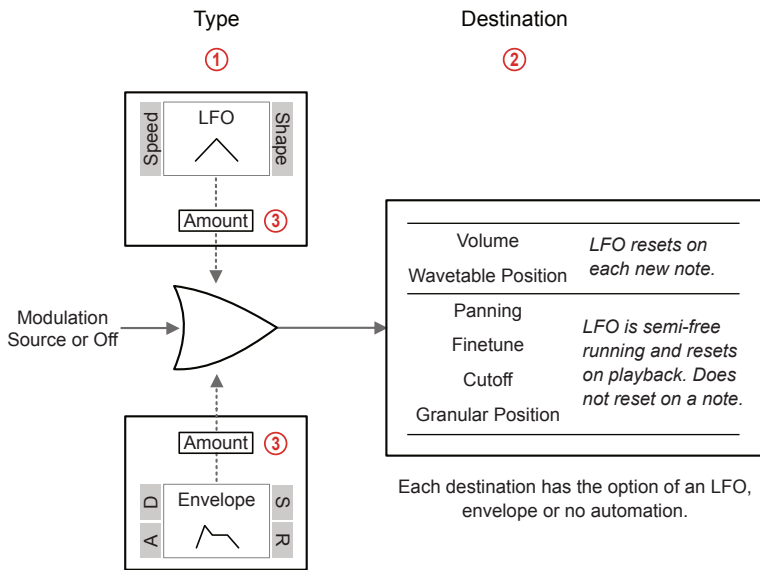 Type
Destination
1
2
LFO
Speed
Shape
Amount
3
Modulation
Source or Off
Volume
Wavetable Position
LFO resets on
each new note.
Panning
Finetune
Cutoff
Granular Position
LFO is semi-free
running and resets
on playback. Does
not reset on a note.
Amount
3
Envelope
D
A
S
R
Each destination has the option of an LFO,
envelope or no automation.